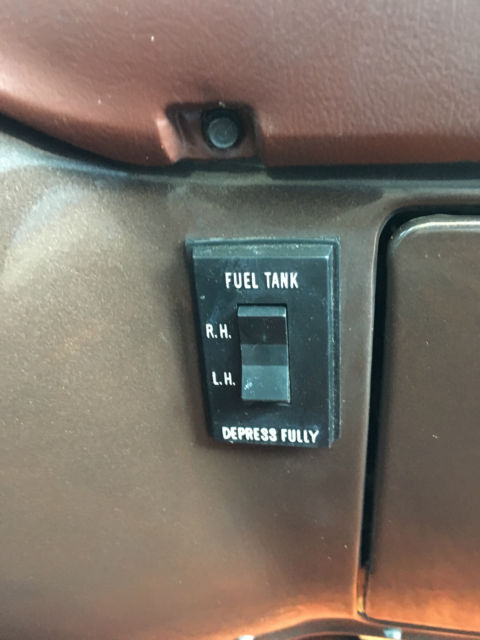 FUEL TANK
R.H.
L.H.
DEPRESS FULLY